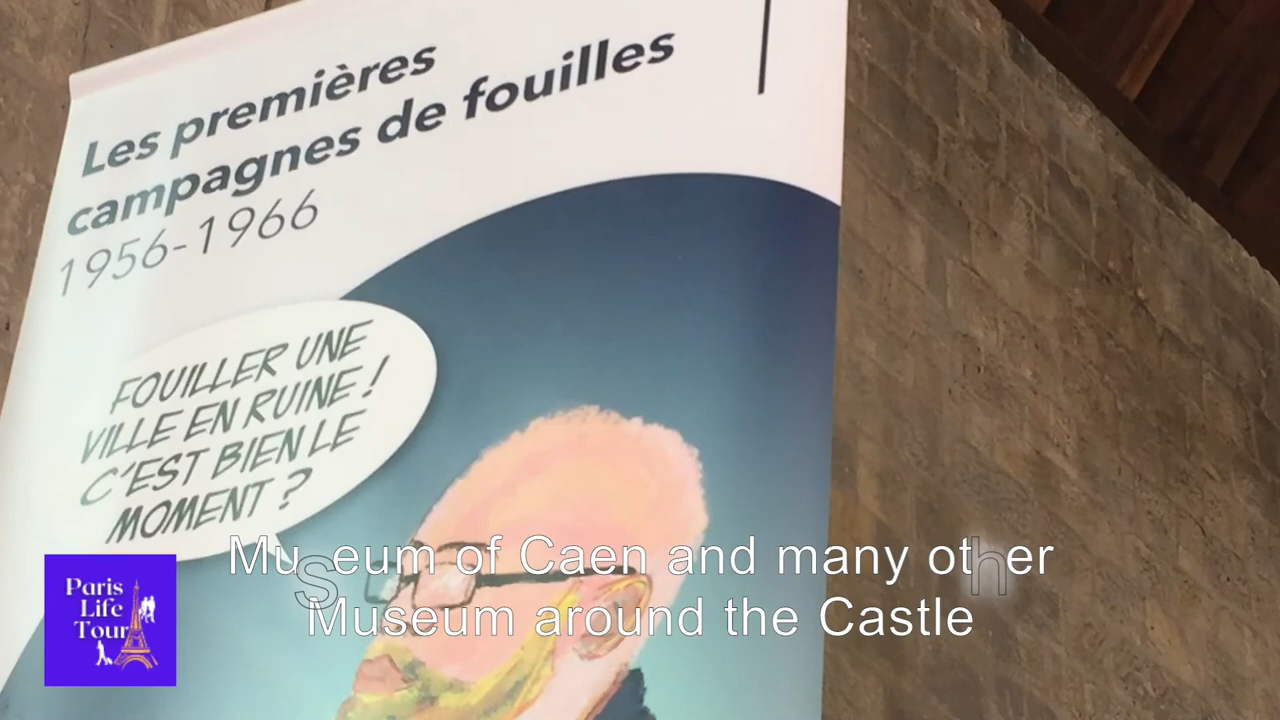 Les premières
campagnes de fouilles
1956-1966
FOUILLER UNE
VILLE EN RUINE !
C'EST BIEN LE
MOMENT ?
Museum of Caen and many other
Museum around the Castle
Paris
Life
Tour